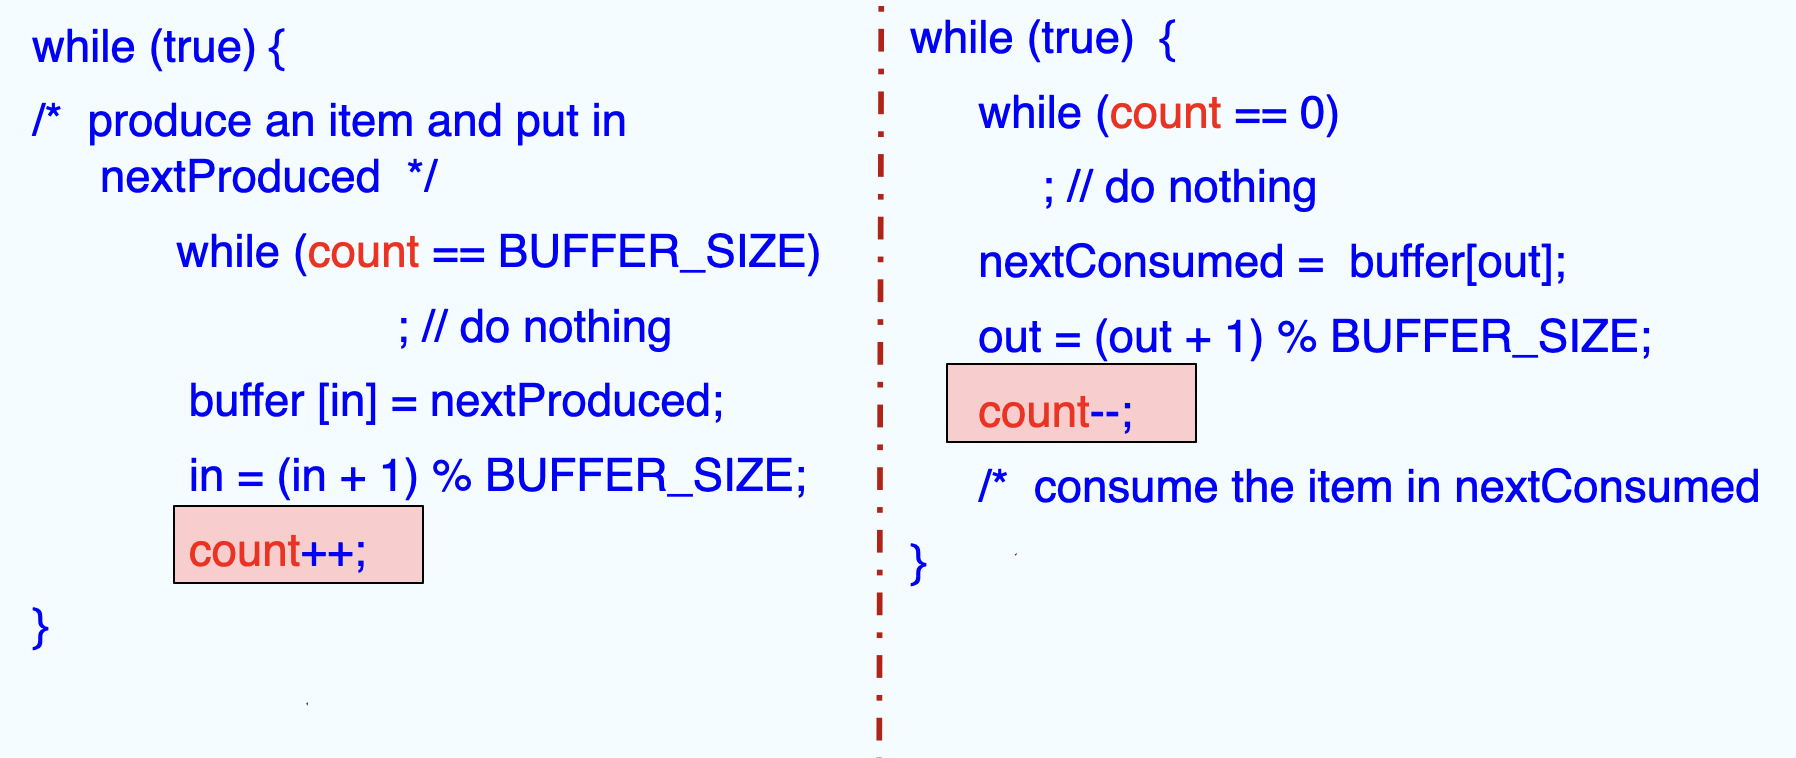 while (true) {
/* produce an item and put in
nextProduced */
while (count == BUFFER_SIZE)
; // do nothing
buffer [in] = nextProduced;
in = (in + 1) % BUFFER_SIZE;
count++;
}
while (true) {
while (count == 0)
; // do nothing
nextConsumed = buffer[out];
out = (out + 1) % BUFFER_SIZE;
count--;
/* consume the item in nextConsumed
}